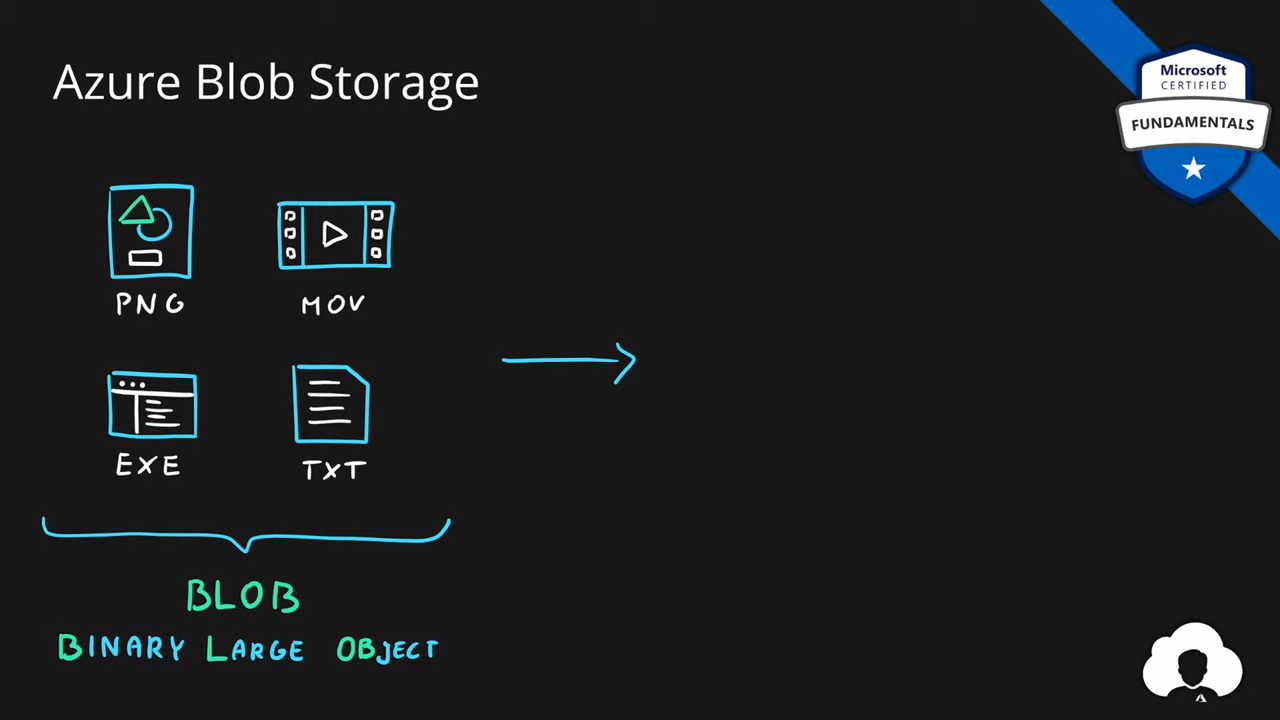 Azure Blob Storage
Microsoft
CERTIFIED
FUNDAMENTALS
PNG
MOV
EXE
TXT
BLOB
BINARY LARGE OBJECT